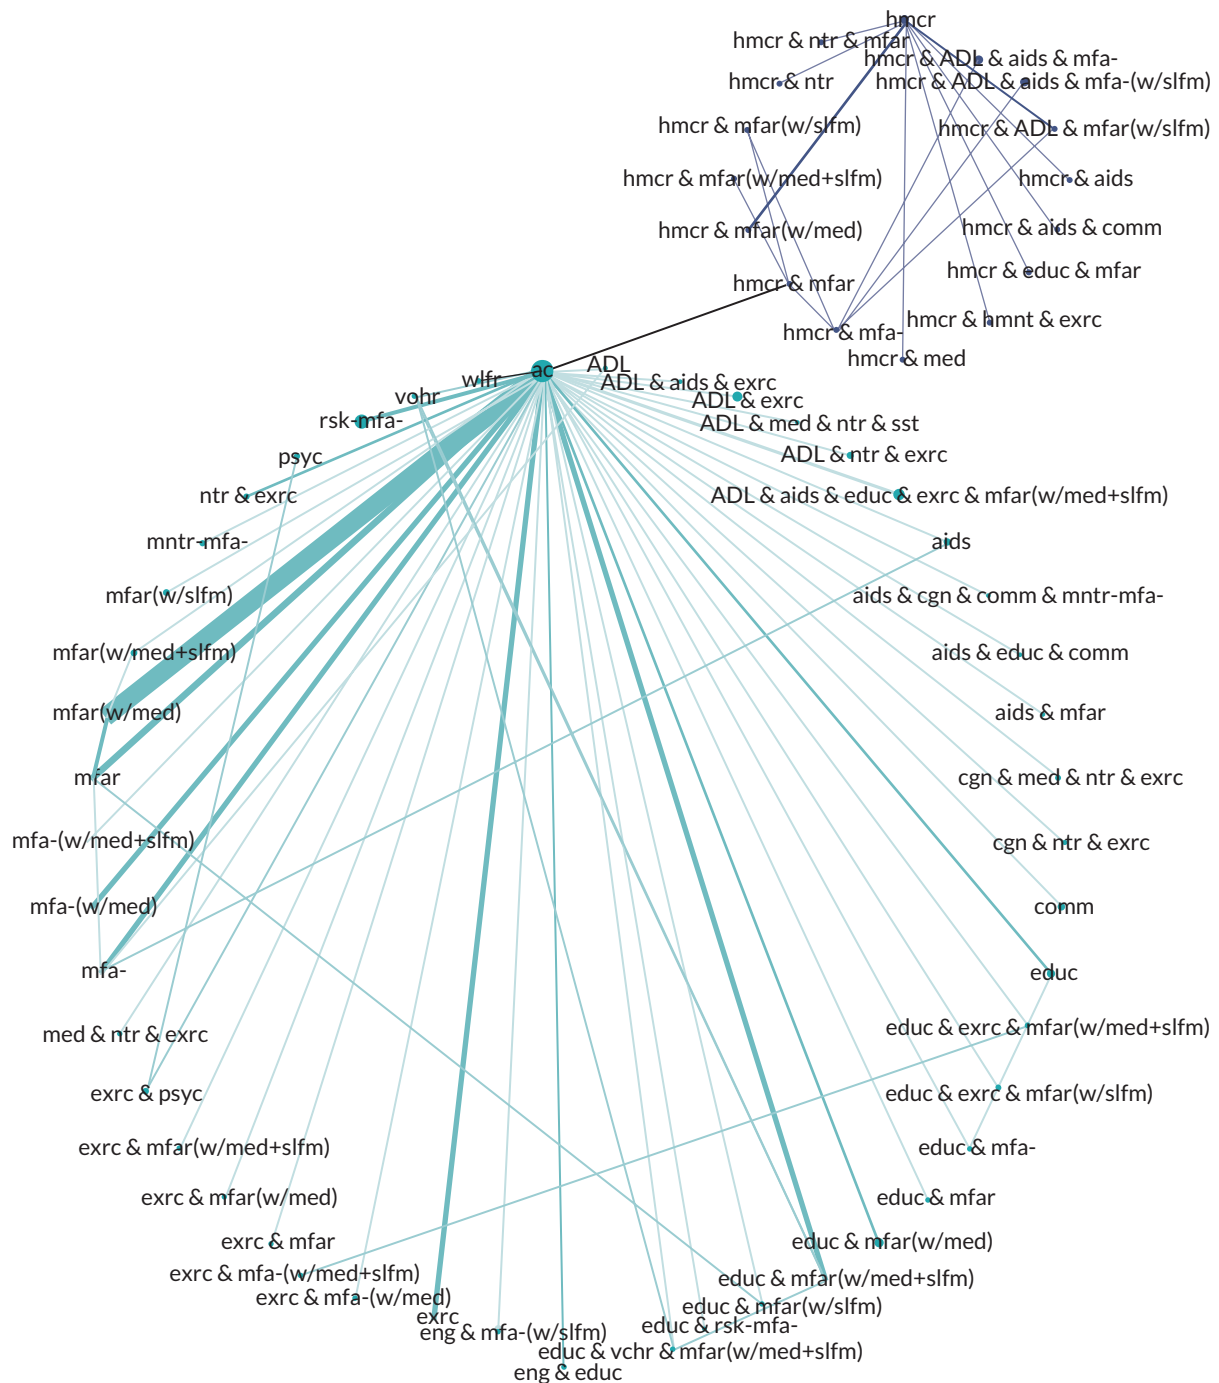 hmcr
hmcr & ntr & mfar
hmcr & ADL & aids & mfa-
hmcr & ntr
hmcr & ADL & aids & mfa-(w/slfm)
hmcr & mfar(w/slfm)
hmcr & ADL & mfar(w/slfm)
hmcr & mfar(w/med+slfm)
hmcr & aids
hmcr & mfar(w/med)
hmcr & aids & comm
hmcr & educ & mfar
hmcr & mfar
hmcr & hmnt & exrc
hmcr & mfa-
hmcr & med
ADL
ac
wlfr
ADL & aids & exrc
vohr
ADL & exrc
rsk-mfa-
ADL & med & ntr & sst
psyc
ADL & ntr & exrc
ntr & exrc
ADL & aids & educ & exrc & mfar(w/med+slfm)
mntr-mfa-
aids
mfar(w/slfm)
aids & cgn & comm & mntr-mfa-
mfar(w/med+slfm)
aids & educ & comm
mfar(w/med)
aids & mfar
mfar
cgn & med & ntr & exrc
mfa-(w/med+slfm)
cgn & ntr & exrc
mfa-(w/med)
comm
mfa-
educ
med & ntr & exrc
educ & exrc & mfar(w/med+slfm)
exrc & psyc
educ & exrc & mfar(w/slfm)
exrc & mfar(w/med+slfm)
educ & mfa-
exrc & mfar(w/med)
educ & mfar
exrc & mfar
educ & mfar(w/med)
exrc & mfa-(w/med+slfm)
educ & mfar(w/med+slfm)
exrc & mfa-(w/med)
educ & mfar(w/slfm)
exrc
educ & rsk-mfa-
eng & mfa-(w/slfm)
educ & vchr & mfar(w/med+slfm)
eng & educ